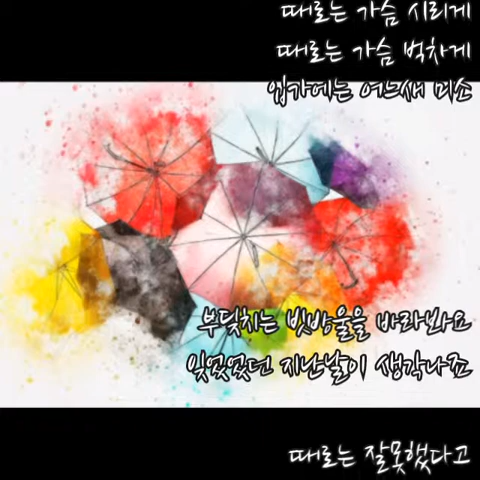 때로는 가슴 시리게
때로는 가슴 벅차게
입가에는 어느새 미소
부딪치는 빗방울을 바라봐요
잊었었던 지난날이 생각나죠
때로는 잘못했다고